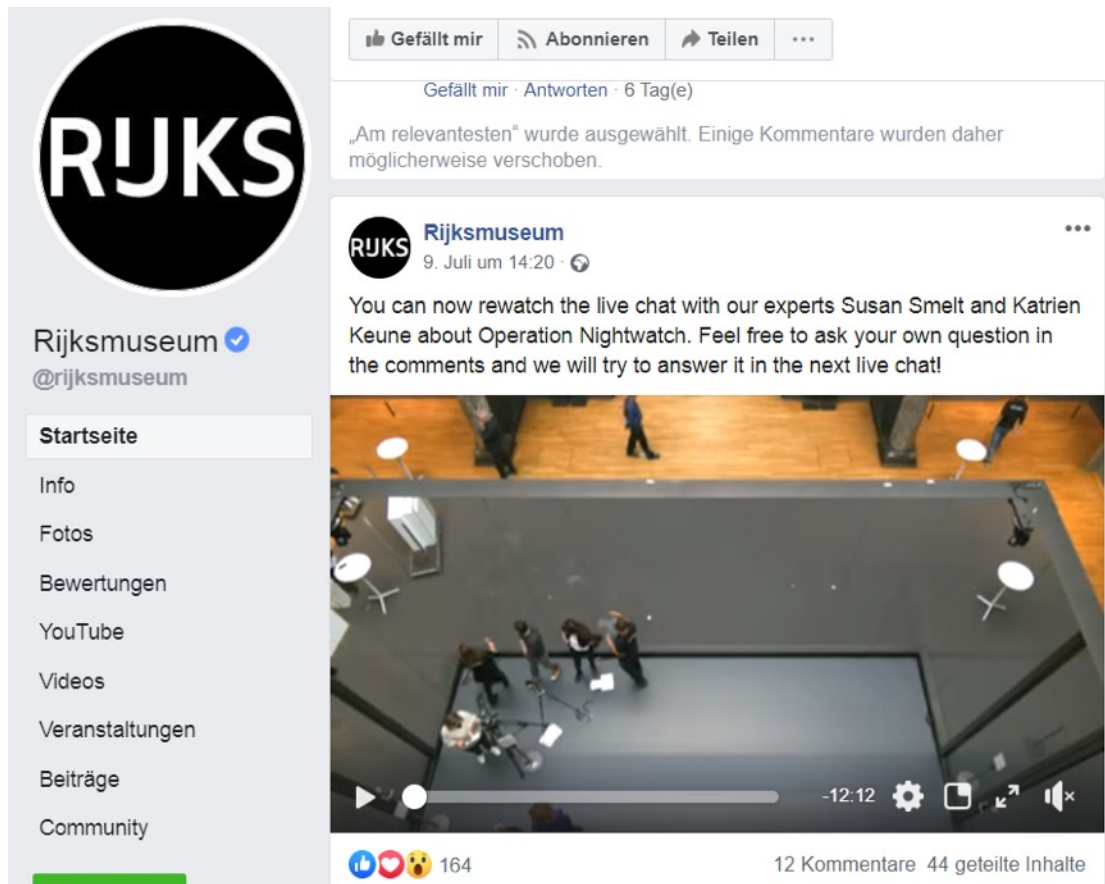 RIJKS
Rijksmuseum
@rijksmuseum
Startseite
Info
Fotos
Bewertungen
YouTube
Videos
Veranstaltungen
Beiträge
Community
Gefällt mir
Abonnieren
Teilen
...
Gefällt mir · Antworten · 6 Tag(e)
„Am relevantesten“ wurde ausgewählt. Einige Kommentare wurden daher
möglicherweise verschoben.
RIJKS
Rijksmuseum
9. Juli um 14:20 ·
You can now rewatch the live chat with our experts Susan Smelt and Katrien
Keune about Operation Nightwatch. Feel free to ask your own question in
the comments and we will try to answer it in the next live chat!
-12:12
164
12 Kommentare 44 geteilte Inhalte